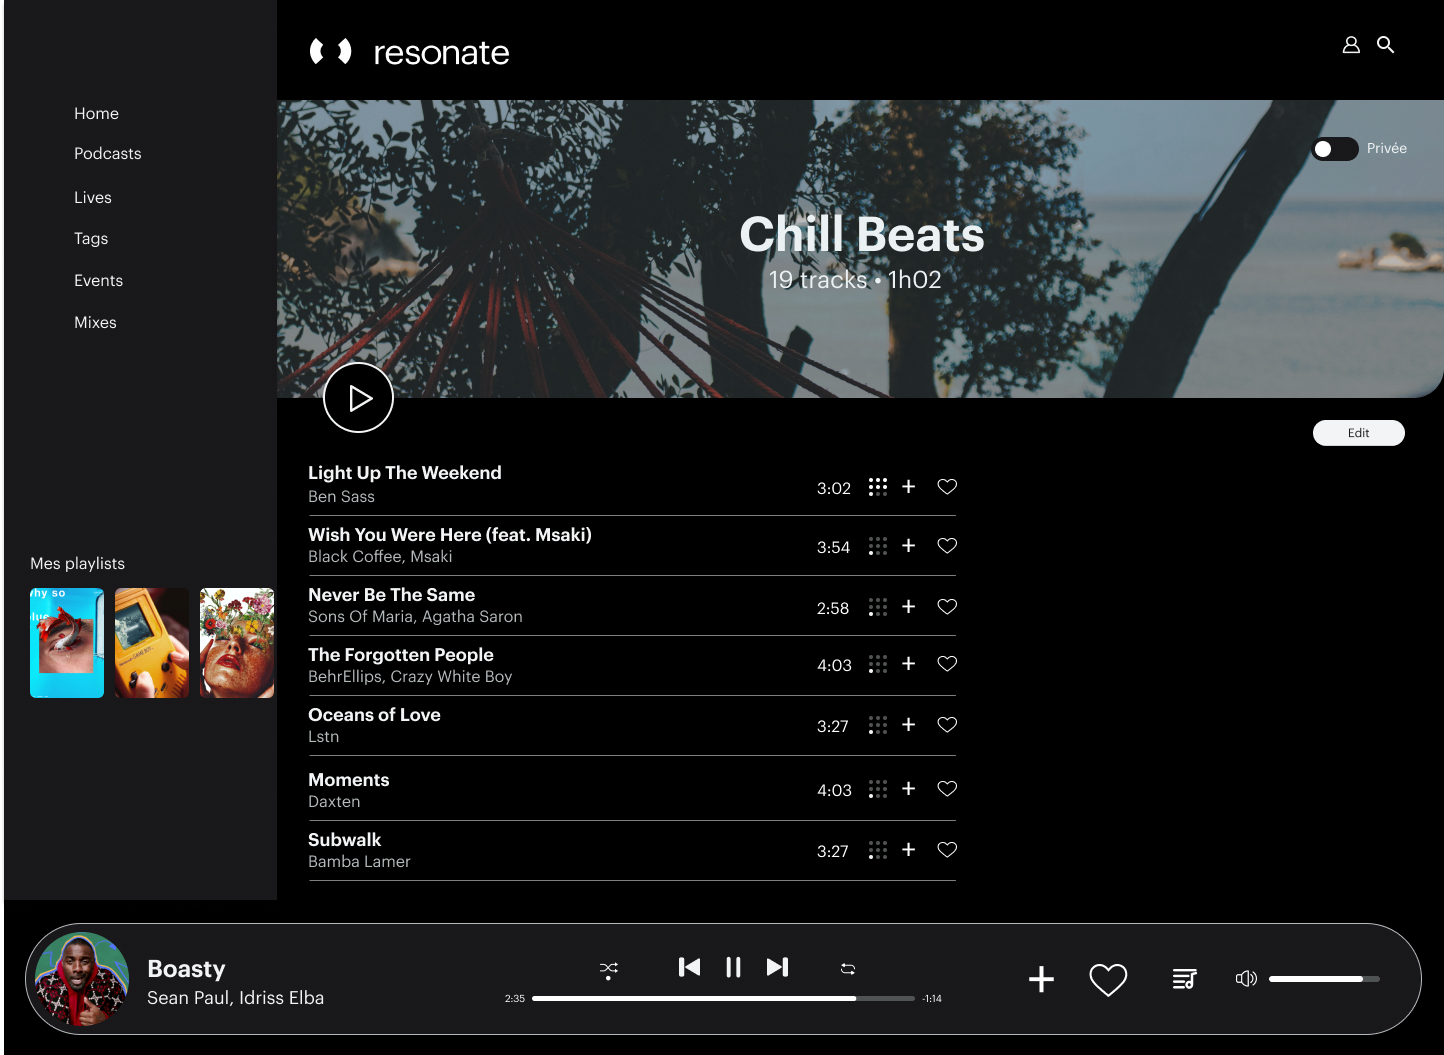 resonate
Home
Podcasts
Lives
Tags
Events
Mixes
Privée
Chill Beats
19 tracks • 1h02
Edit
Light Up The Weekend
Ben Sass
3:02
Wish You Were Here (feat. Msaki)
Black Coffee, Msaki
3:54
Never Be The Same
Sons Of Maria, Agatha Saron
2:58
The Forgotten People
BehrEllips, Crazy White Boy
4:03
Oceans of Love
Lstn
3:27
Moments
Daxten
4:03
Subwalk
Bamba Lamer
3:27
Mes playlists
hy so
Boasty
Sean Paul, Idriss Elba
2:35
-1:14